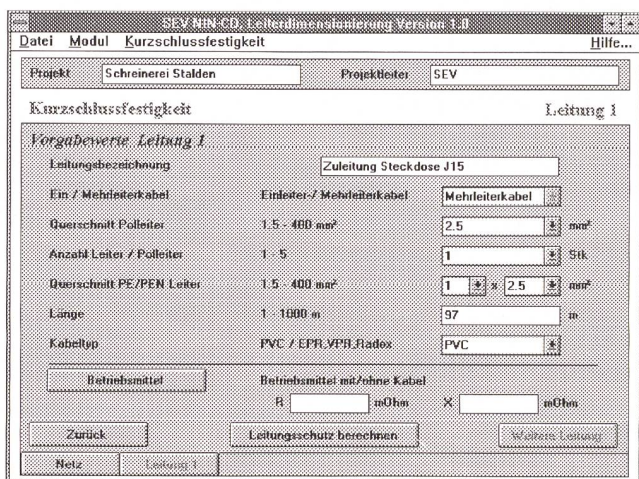 SEV NIN-CD, Leiterdimensionierung Version 1.0
Datei Modul Kurzschlussfestigkeit Hilfe...
Projekt Schreinerei Stalden Projektleiter SEV
Kurzschlussfestigkeit Leitung 1
Vorgabewerte Leitung 1
Leitungsbezeichnung Zuleitung Steckdose J15
Ein / Mehrleiterkabel Einleiter-/ Mehrleiterkabel Mehrleiterkabel
Querschnitt Polleiter 1.5 - 400 mm² 2.5 mm²
Anzahl Leiter / Polleiter 1 - 5 1 Stk
Querschnitt PE/PEN Leiter 1.5 - 400 mm² 1 x 2.5 mm²
Länge 1 - 1000 m 97 m
Kabeltyp PVC / EPR,VPR,Radox PVC
Betriebsmittel Betriebsmittel mit/ohne Kabel
R mOhm X mOhm
Zurück Leitungsschutz berechnen Weitere Leitung
Netz Leitung 1